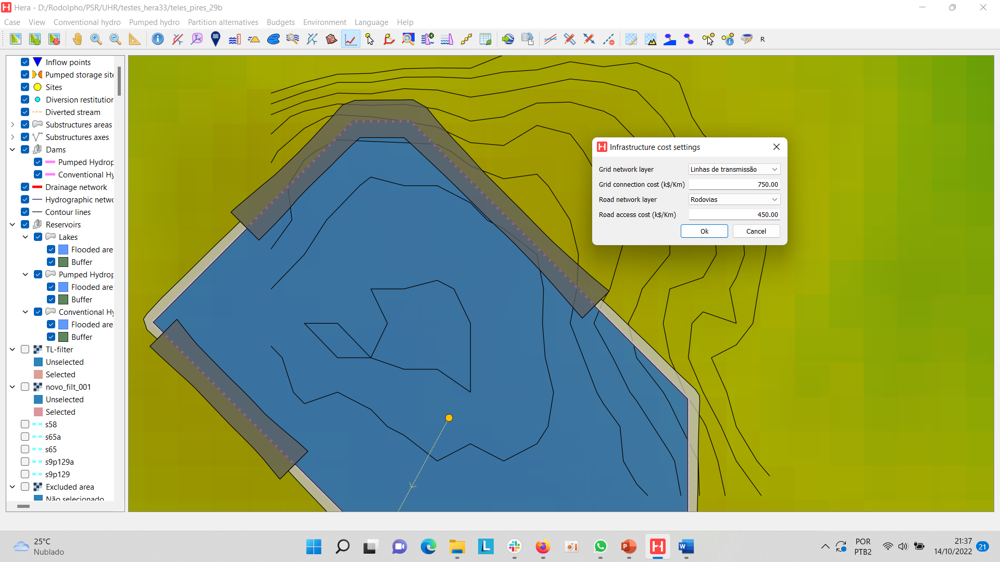 Hera - D:/Rodolpho/PSR/UHR/testes_hera33/teles_pires_29b
Case View Conventional hydro Pumped hydro Partition alternatives Budgets Environment Language Help
R
Inflow points
Pumped storage site
Sites
Diversion restitution
Diverted stream
Substructures areas
Substructures axes
Dams
Pumped Hydrop
Conventional Hy
Drainage network
Hydrographic netwo
Contour lines
Reservoirs
Lakes
Flooded are
Buffer
Pumped Hydrop
Flooded are
Buffer
Conventional Hy
Flooded are
Buffer
TL-filter
Unselected
Selected
novo_filt_001
Unselected
Selected
s58
s65a
s65
s9p129a
s9p129
Excluded area
Não selecionado
Infrastructure cost settings
Grid network layer Linhas de transmissão
Grid connection cost (k$/Km) 750.00
Road network layer Rodovias
Road access cost (k$/Km) 450.00
Ok Cancel
25°C
Nublado
POR
PTB2
21:37
14/10/2022
21